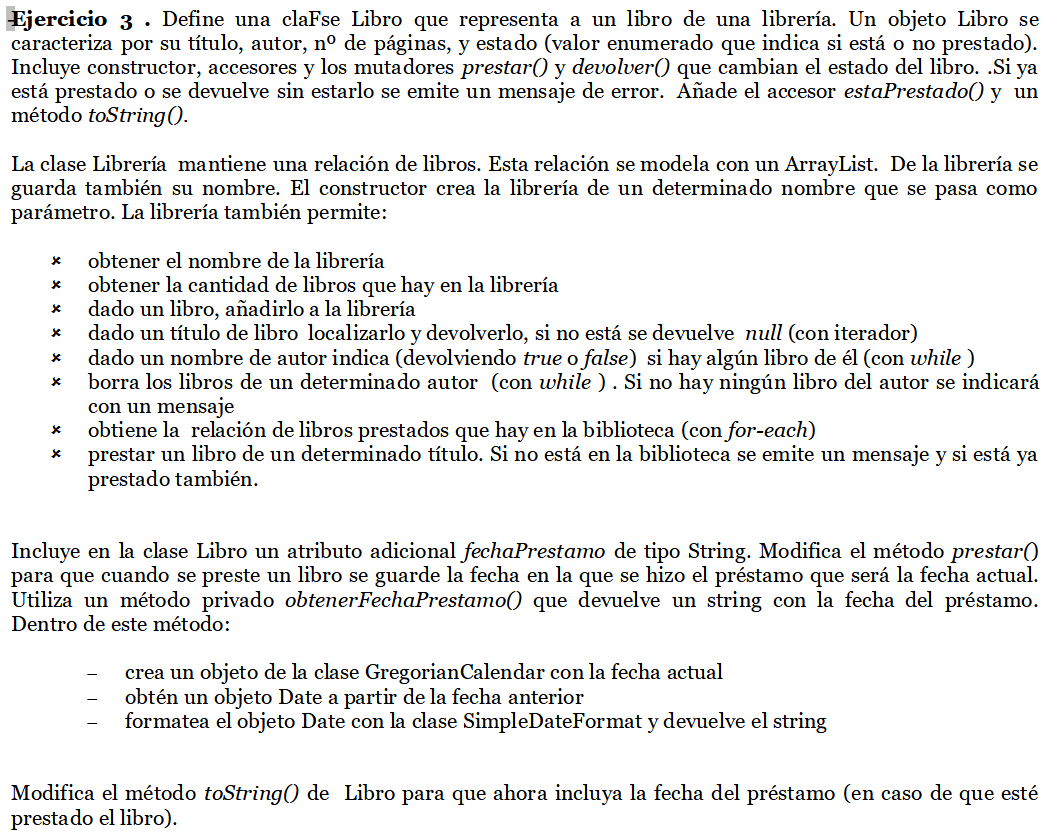 Ejercicio 3 . Define una claFse Libro que representa a un libro de una librería. Un objeto Libro se
caracteriza por su título, autor, nº de páginas, y estado (valor enumerado que indica si está o no prestado).
Incluye constructor, accesores y los mutadores prestar() y devolver() que cambian el estado del libro. .Si ya
está prestado o se devuelve sin estarlo se emite un mensaje de error. Añade el accesor estaPrestado() y un
método toString().
La clase Librería mantiene una relación de libros. Esta relación se modela con un ArrayList. De la librería se
guarda también su nombre. El constructor crea la librería de un determinado nombre que se pasa como
parámetro. La librería también permite:
× obtener el nombre de la librería
× obtener la cantidad de libros que hay en la librería
× dado un libro, añadirlo a la librería
× dado un título de libro localizarlo y devolverlo, si no está se devuelve null (con iterador)
× dado un nombre de autor indica (devolviendo true o false) si hay algún libro de él (con while )
× borra los libros de un determinado autor (con while ) . Si no hay ningún libro del autor se indicará
con un mensaje
× obtiene la relación de libros prestados que hay en la biblioteca (con for-each)
× prestar un libro de un determinado título. Si no está en la biblioteca se emite un mensaje y si está ya
prestado también.
Incluye en la clase Libro un atributo adicional fechaPrestamo de tipo String. Modifica el método prestar()
para que cuando se preste un libro se guarde la fecha en la que se hizo el préstamo que será la fecha actual.
Utiliza un método privado obtenerFechaPrestamo() que devuelve un string con la fecha del préstamo.
Dentro de este método:
– crea un objeto de la clase GregorianCalendar con la fecha actual
– obtén un objeto Date a partir de la fecha anterior
– formatea el objeto Date con la clase SimpleDateFormat y devuelve el string
Modifica el método toString() de Libro para que ahora incluya la fecha del préstamo (en caso de que esté
prestado el libro).